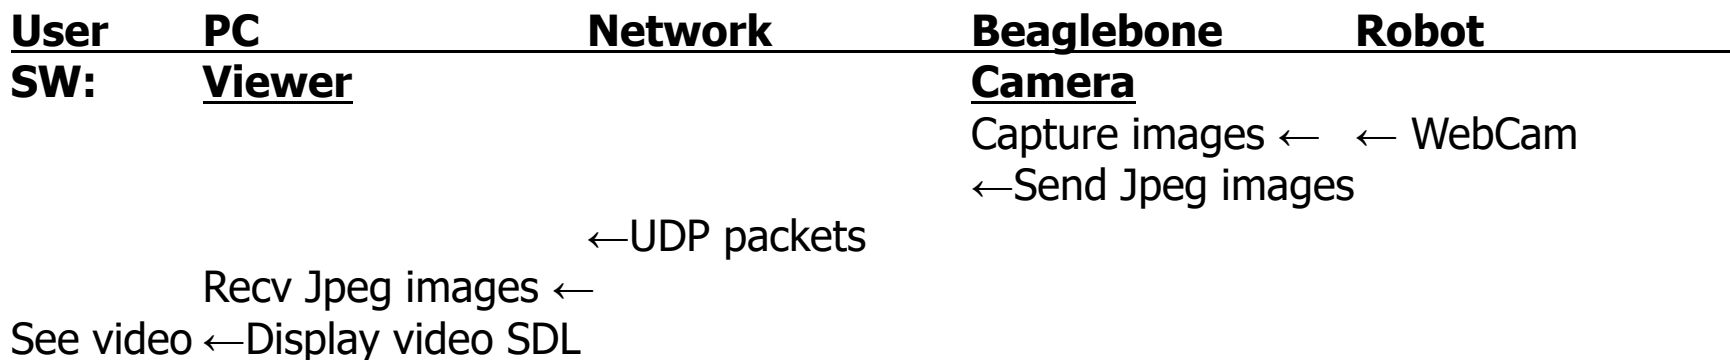 User PC Network Beaglebone Robot
SW: Viewer Camera
Capture images ← ← WebCam
←Send Jpeg images
←UDP packets
Recv Jpeg images ←
See video ←Display video SDL